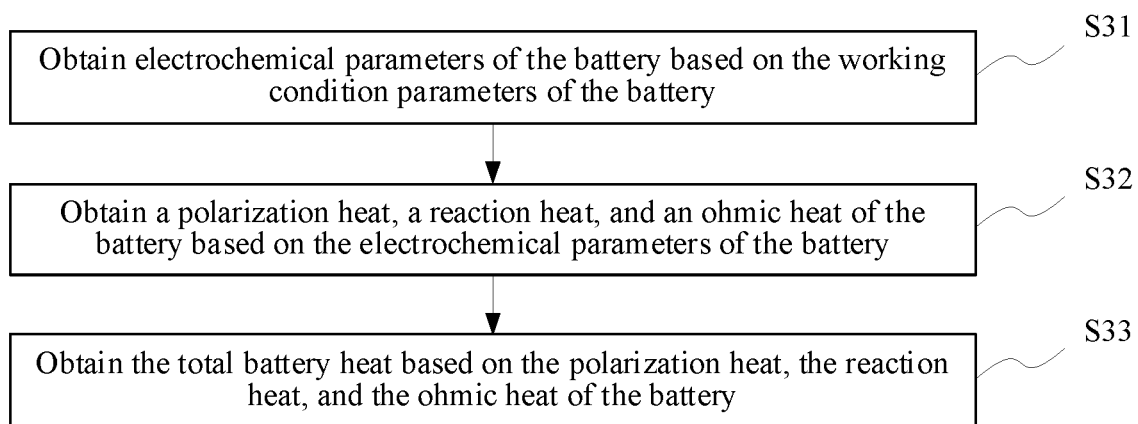 S31
Obtain electrochemical parameters of the battery based on the working
condition parameters of the battery
S32
Obtain a polarization heat, a reaction heat, and an ohmic heat of the
battery based on the electrochemical parameters of the battery
S33
Obtain the total battery heat based on the polarization heat, the reaction
heat, and the ohmic heat of the battery